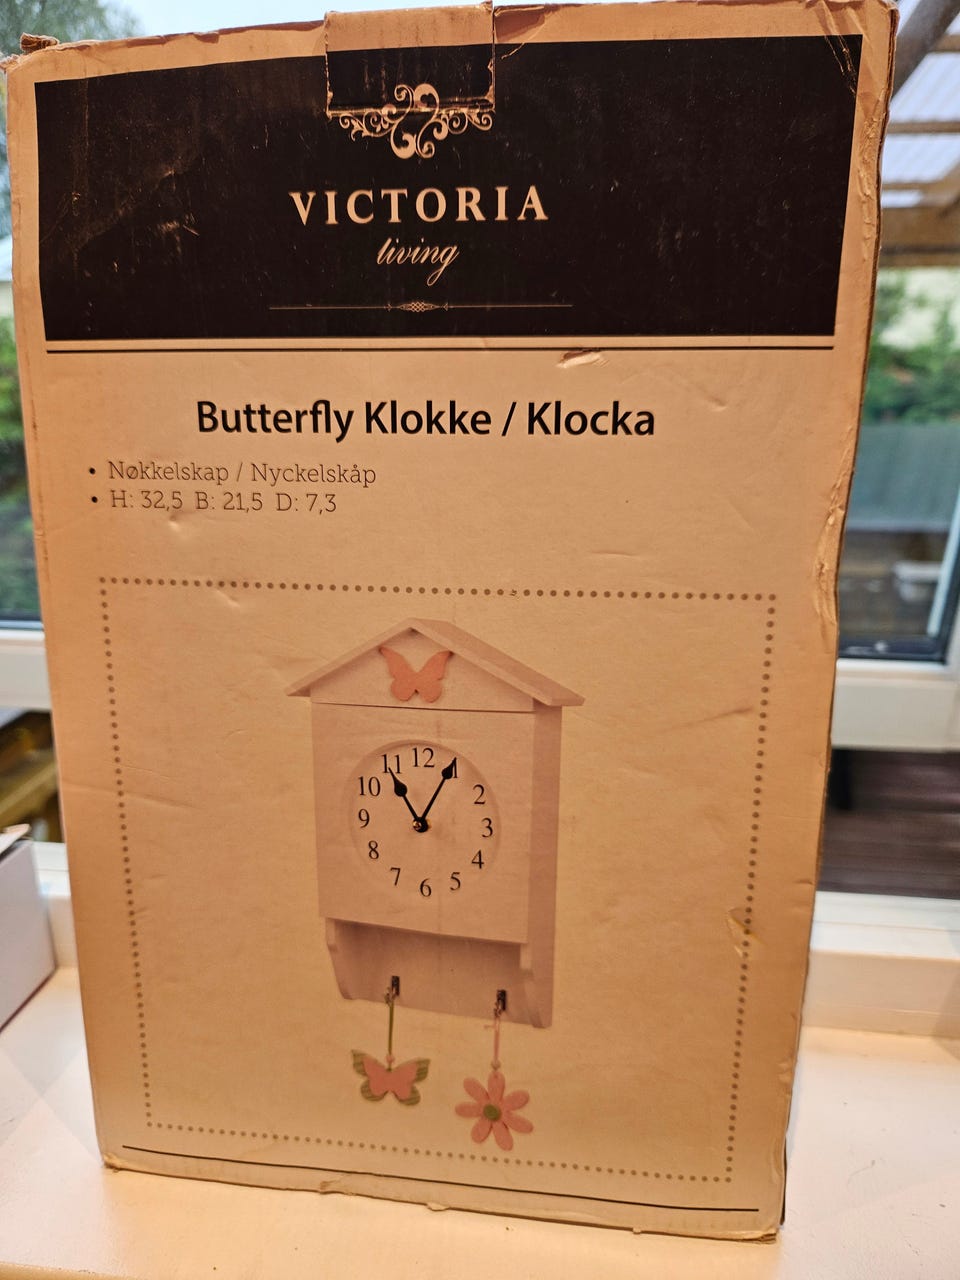 VICTORIA
living
Butterfly Klokke / Klocka
• Nøkkelskap / Nyckelskåp
• H: 32,5 B: 21,5 D: 7,3
11 12 1
10 2
9 3
8 4
7 6 5